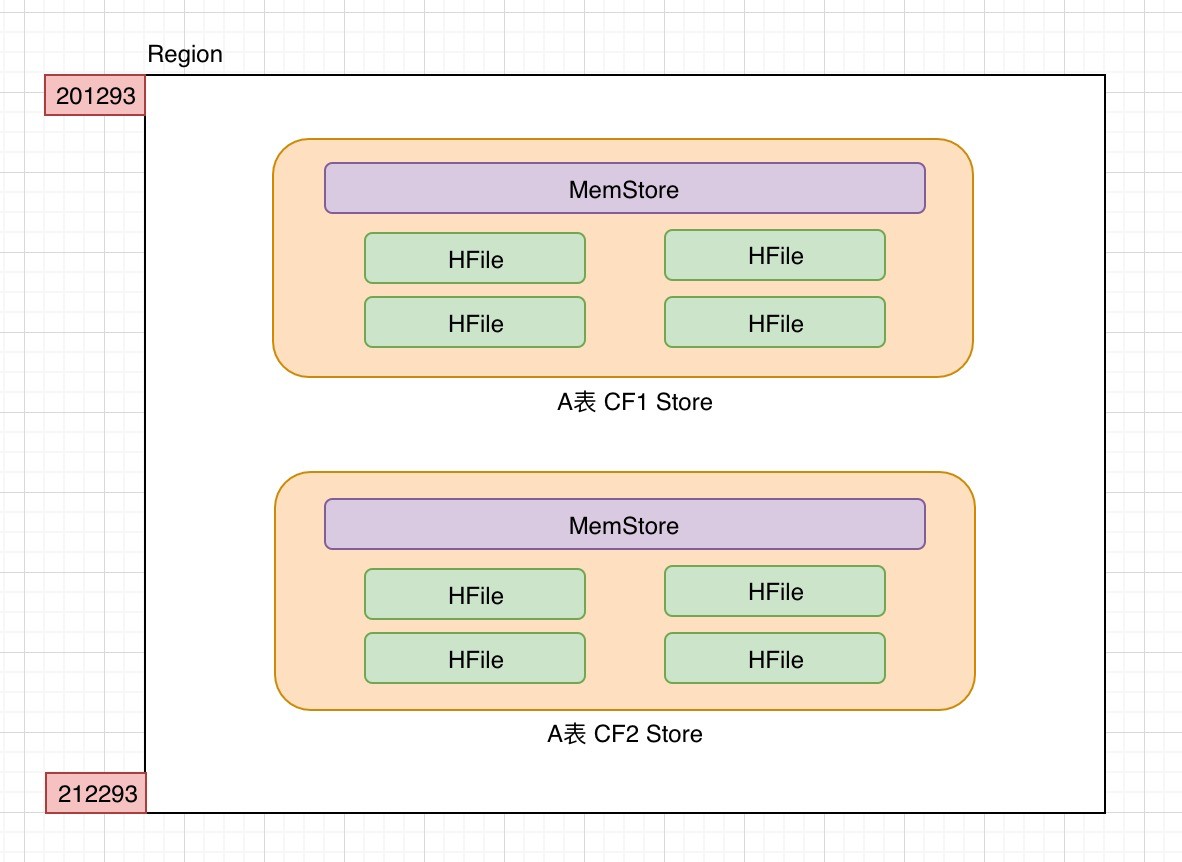 Region
201293
MemStore
HFile
HFile
HFile
HFile
A表 CF1 Store
MemStore
HFile
HFile
HFile
HFile
A表 CF2 Store
212293